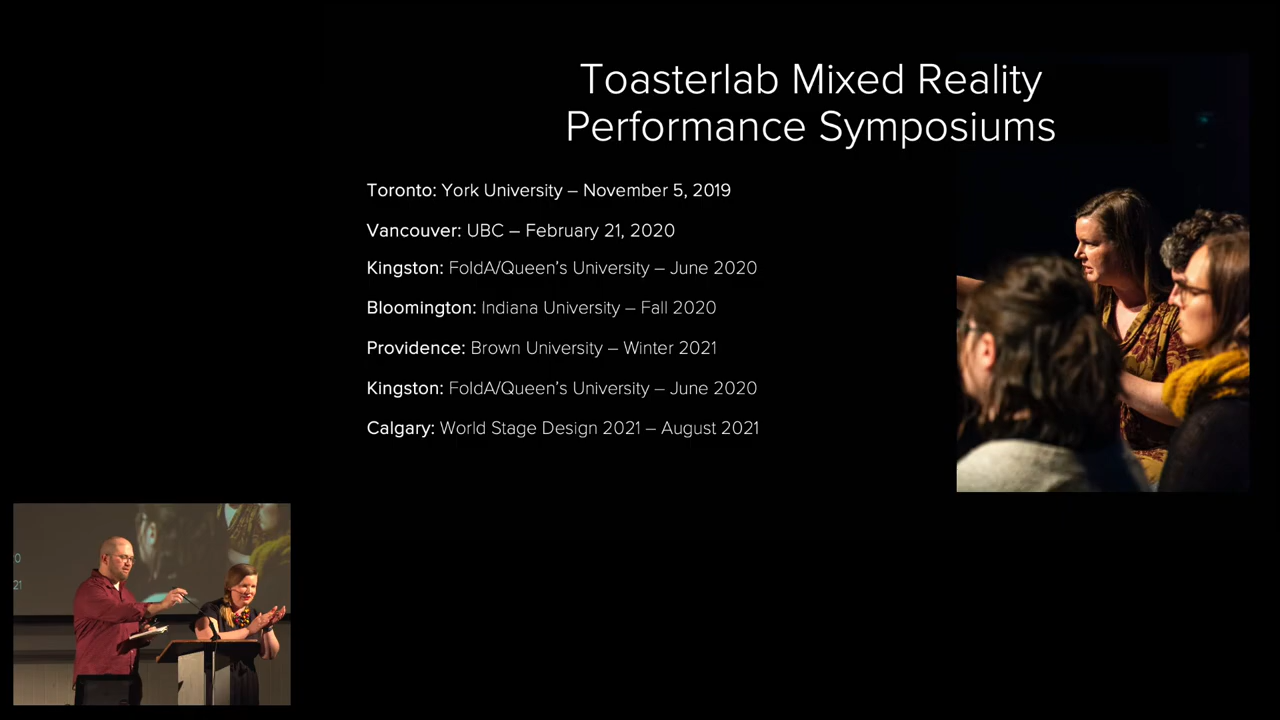 Toasterlab Mixed Reality
Performance Symposiums
Toronto: York University – November 5, 2019
Vancouver: UBC – February 21, 2020
Kingston: FoldA/Queen's University – June 2020
Bloomington: Indiana University – Fall 2020
Providence: Brown University – Winter 2021
Kingston: FoldA/Queen's University – June 2020
Calgary: World Stage Design 2021 – August 2021
0
21